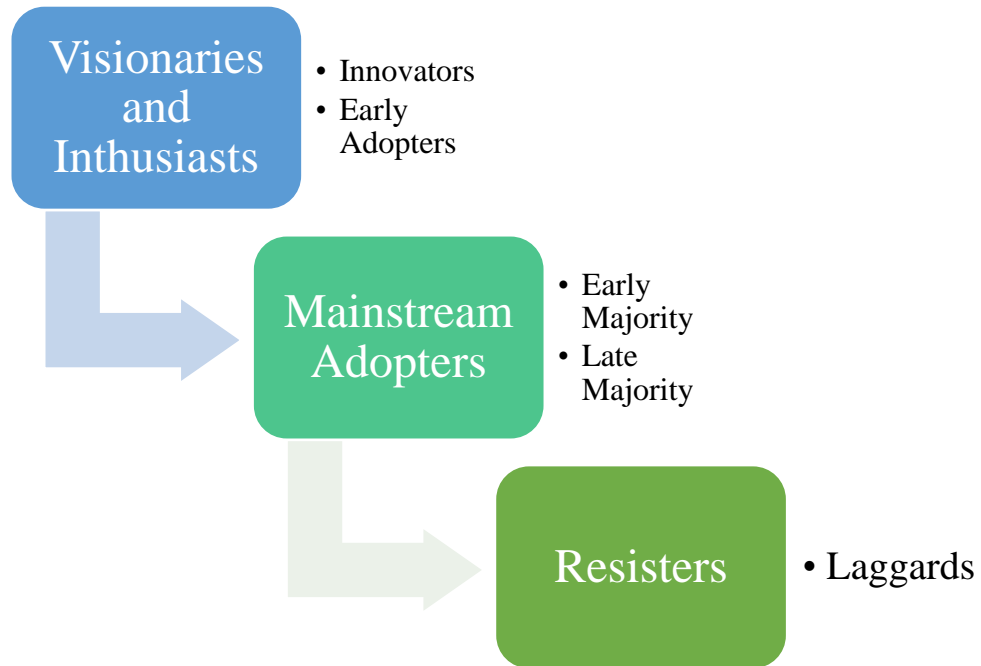 Visionaries
and
Inthusiasts
• Innovators
• Early
Adopters
Mainstream
Adopters
• Early
Majority
• Late
Majority
Resisters
• Laggards